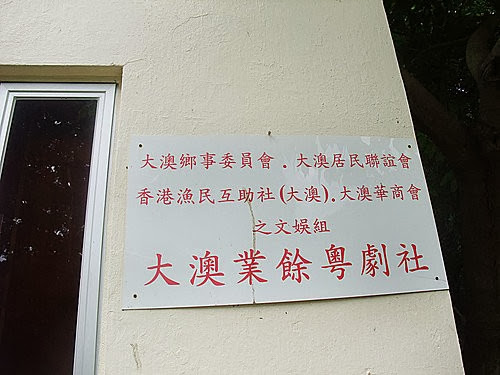 大澳鄉事委員會．大澳居民聯誼會
香港漁民互助社(大澳)．大澳華商會
之文娛組
大澳業餘粵劇社